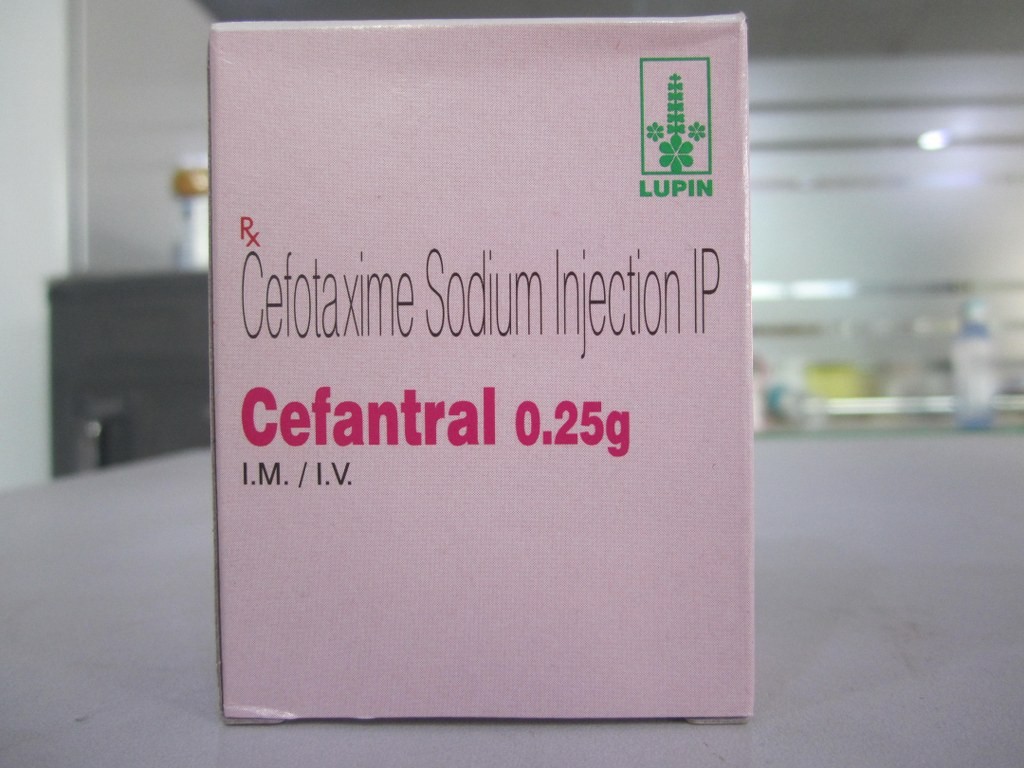 LUPIN
Rx
Cefotaxime Sodium Injection IP
Cefantral 0.25g
I.M. / I.V.